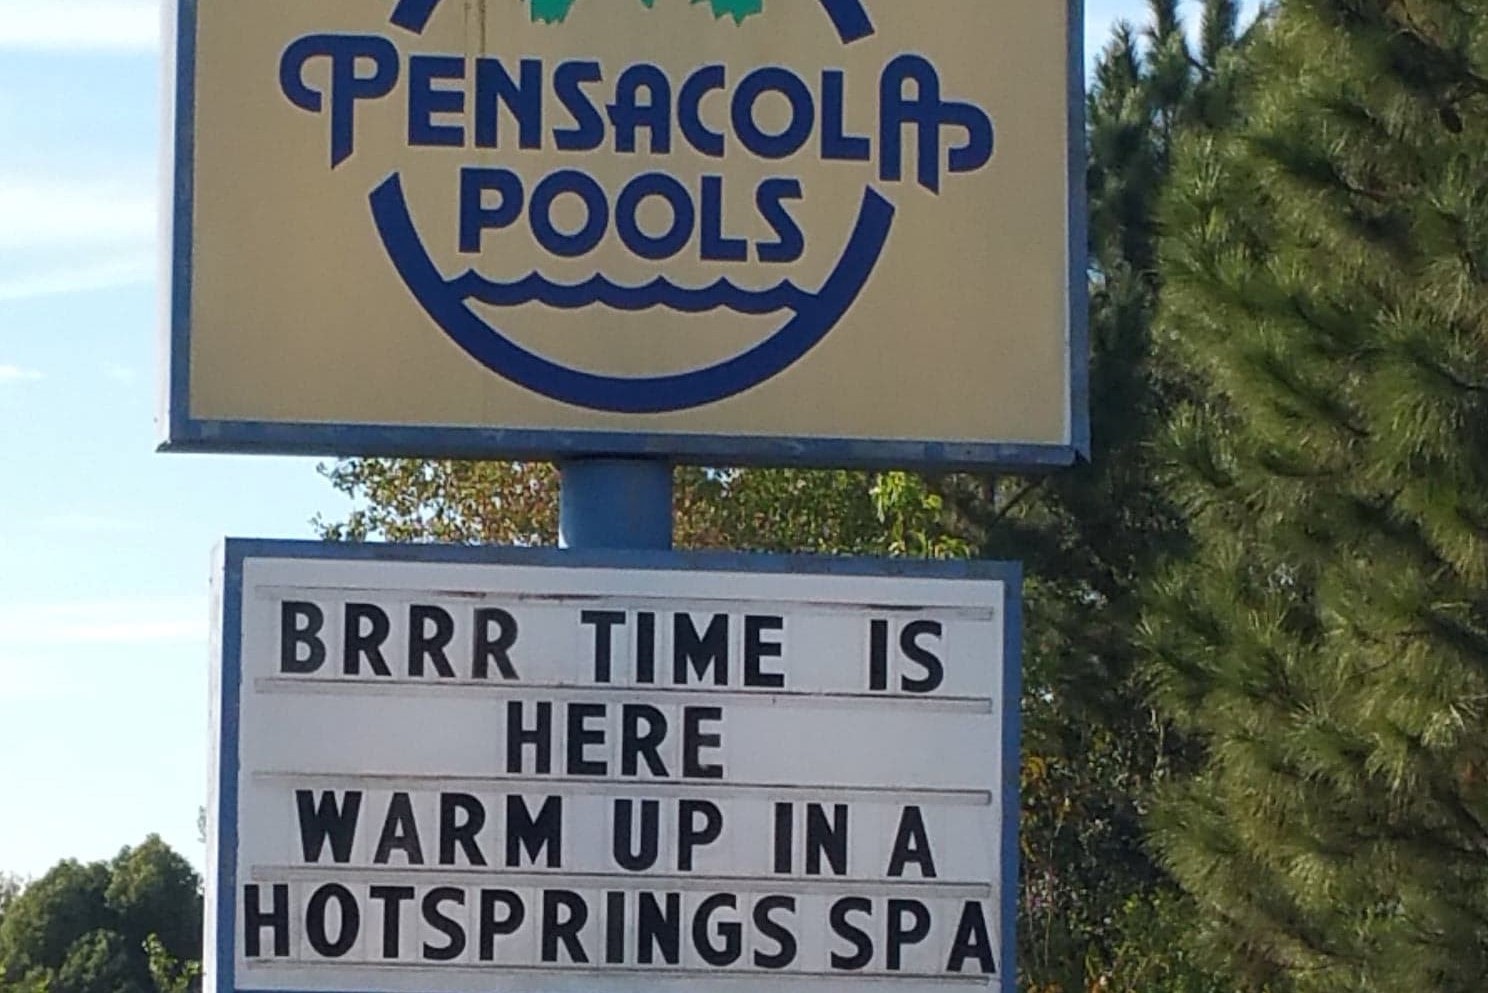 PENSACOLA
POOLS
BRRR TIME IS
HERE
WARM UP IN A
HOTSPRINGS SPA